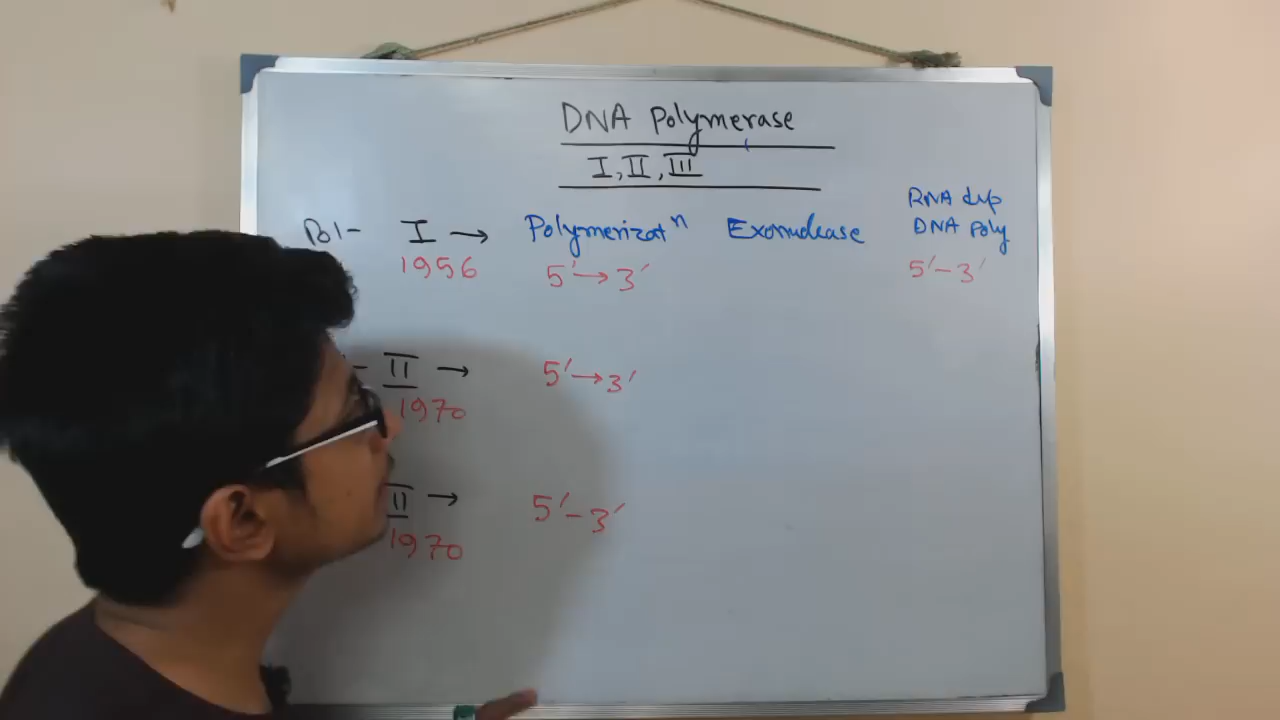 DNA Polymerase
I, II, III
RNA dep
Pol- I → Polymerizatⁿ Exonuclease DNA Poly
1956 5'→3' 5'-3'
- II → 5'→3'
1970
II → 5'-3'
1970